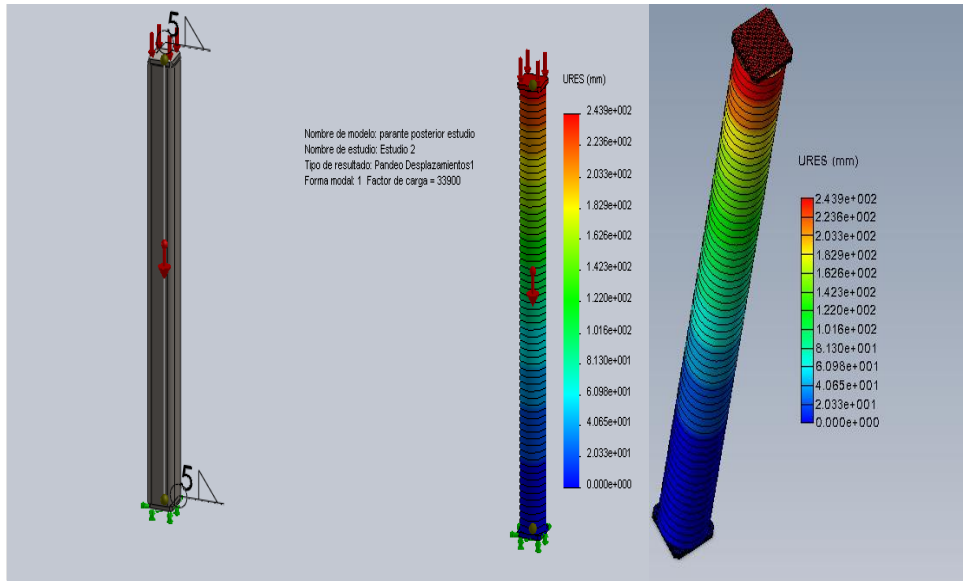 5
5
Nombre de modelo: parante posterior estudio
Nombre de estudio: Estudio 2
Tipo de resultado: Pandeo Desplazamientos1
Forma modal: 1 Factor de carga = 33900
URES (mm)
2.439e+002
2.236e+002
2.033e+002
1.829e+002
1.626e+002
1.423e+002
1.220e+002
1.016e+002
8.130e+001
6.098e+001
4.065e+001
2.033e+001
0.000e+000
URES (mm)
2.439e+002
2.236e+002
2.033e+002
1.829e+002
1.626e+002
1.423e+002
1.220e+002
1.016e+002
8.130e+001
6.098e+001
4.065e+001
2.033e+001
0.000e+000